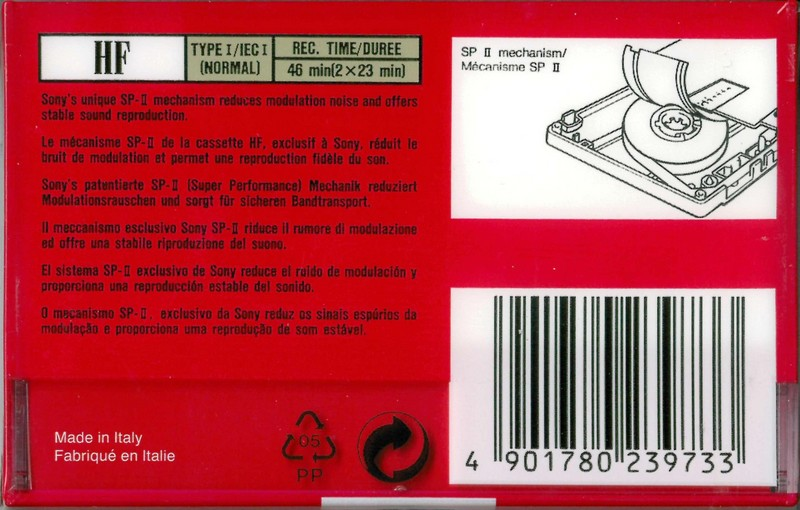 HF
TYPE I/IEC I
(NORMAL)
REC. TIME/DUREE
46 min(2×23 min)
Sony's unique SP-II mechanism reduces modulation noise and offers
stable sound reproduction.
Le mécanisme SP-II de la cassette HF, exclusif à Sony, réduit le
bruit de modulation et permet une reproduction fidèle du son.
Sony's patentierte SP-II (Super Performance) Mechanik reduziert
Modulationsrauschen und sorgt für sicheren Bandtransport.
Il meccanismo esclusivo Sony SP-II riduce il rumore di modulazione
ed offre una stabile riproduzione del suono.
El sistema SP-II exclusivo de Sony reduce el ruido de modulación y
proporciona una reproducción estable del sonido.
O mecanismo SP-II, exclusivo da Sony reduz os sinais espúrios da
modulação e proporciona uma reprodução de som estável.
SP II mechanism/
Mécanisme SP II
Made in Italy
Fabriqué en Italie
05
PP
4 901780 239733